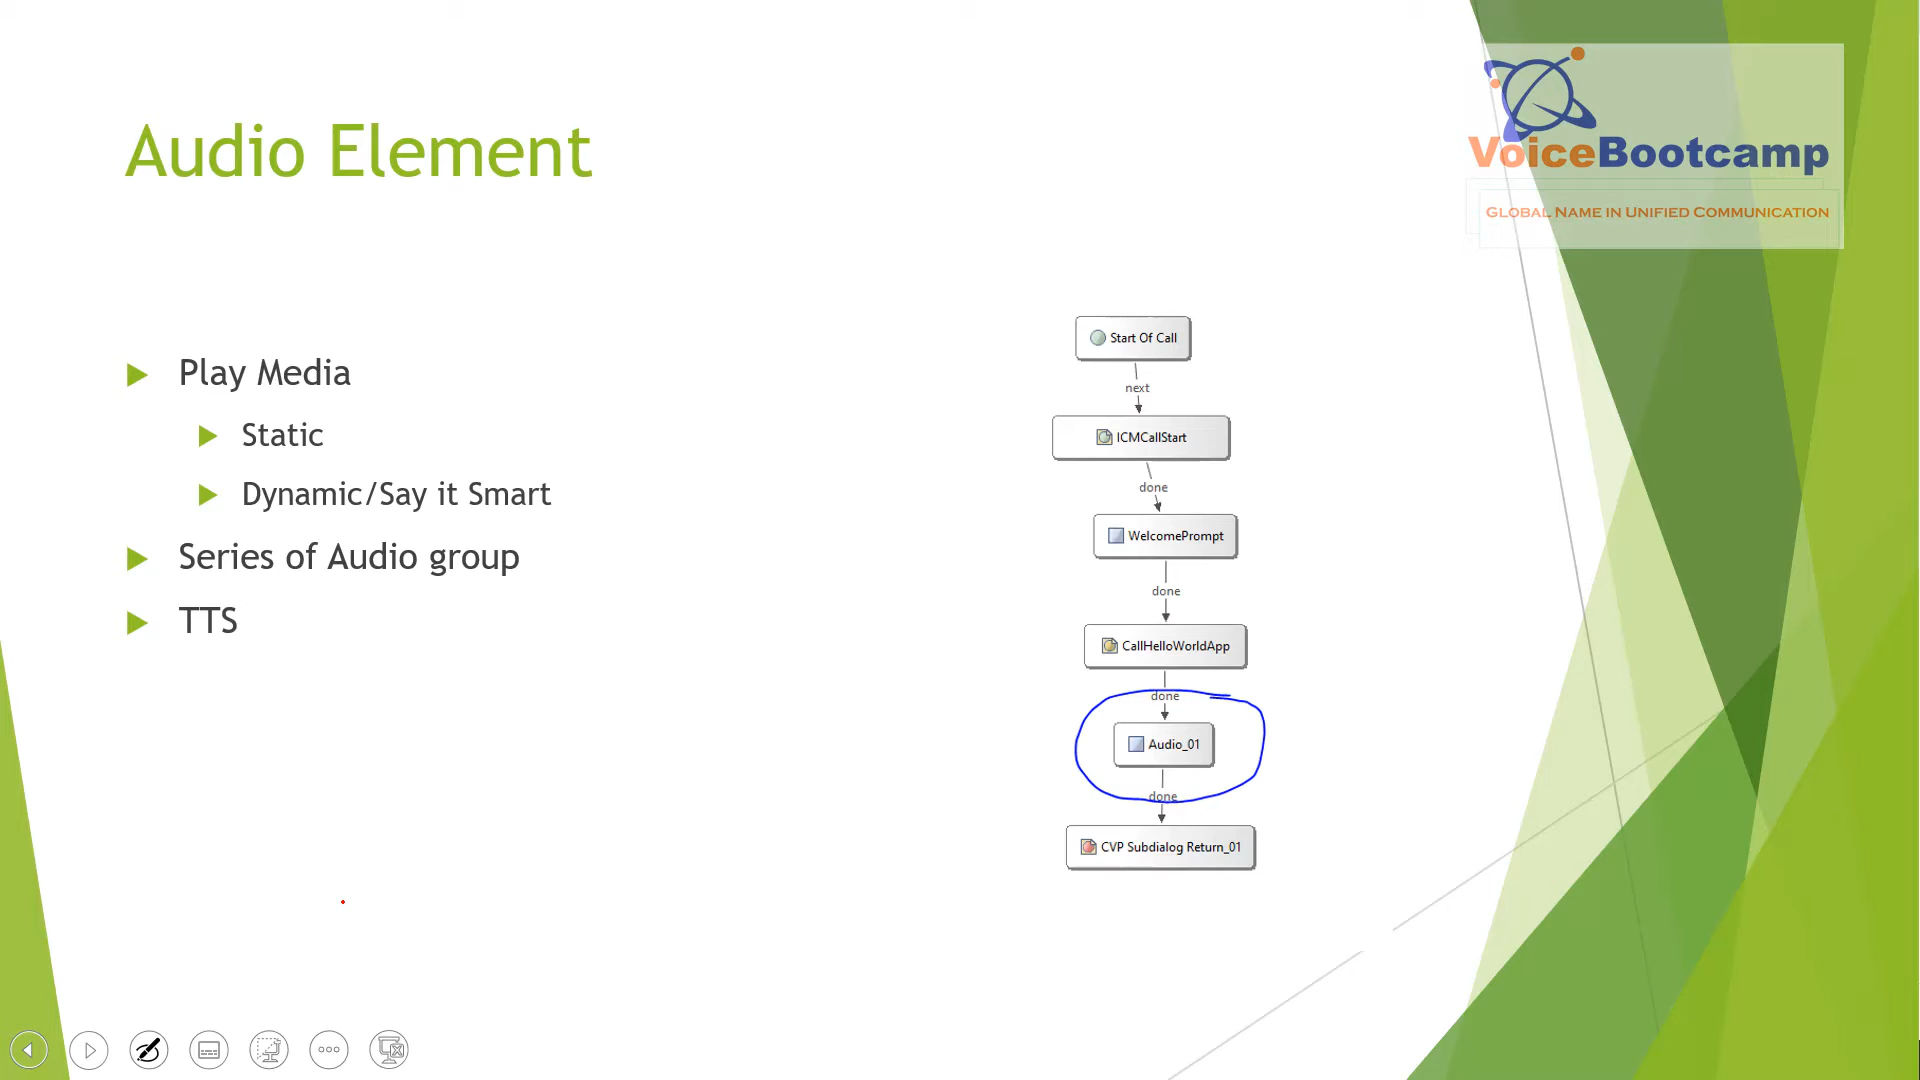 Audio Element
VoiceBootcamp
Global Name in Unified Communication
Play Media
Static
Dynamic/Say it Smart
Series of Audio group
TTS
Start Of Call
next
ICMCallStart
done
WelcomePrompt
done
CallHelloWorldApp
done
Audio_01
done
CVP Subdialog Return_01